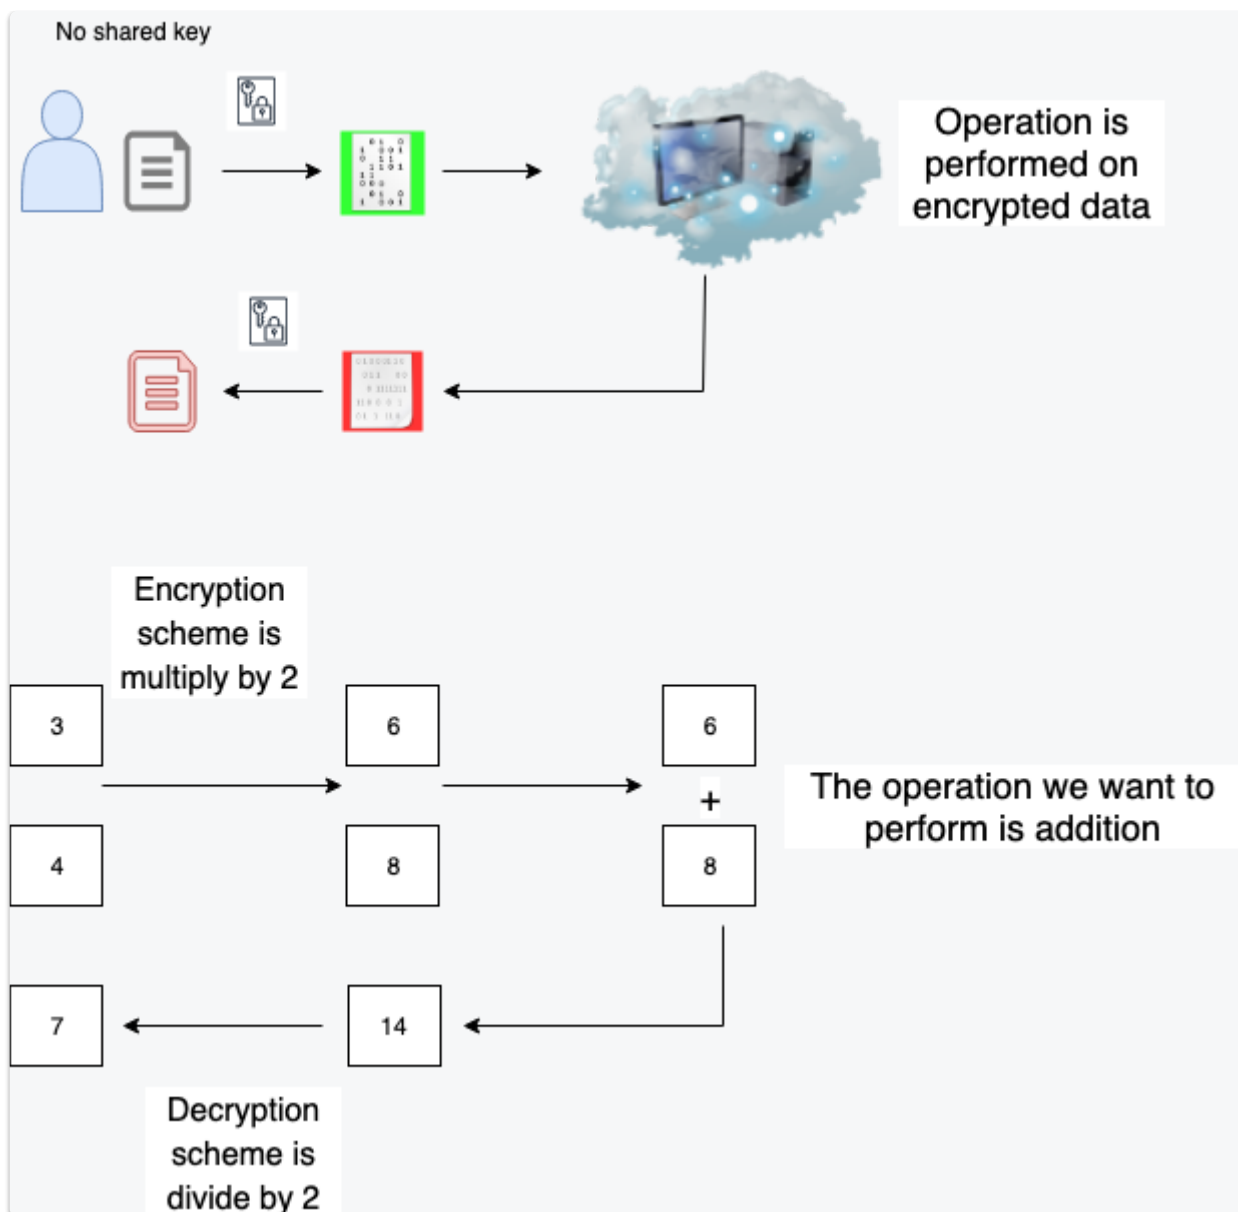 No shared key
Operation is
performed on
encrypted data
Encryption
scheme is
multiply by 2
3
6
6
+
The operation we want to
perform is addition
4
8
8
7
14
Decryption
scheme is
divide by 2